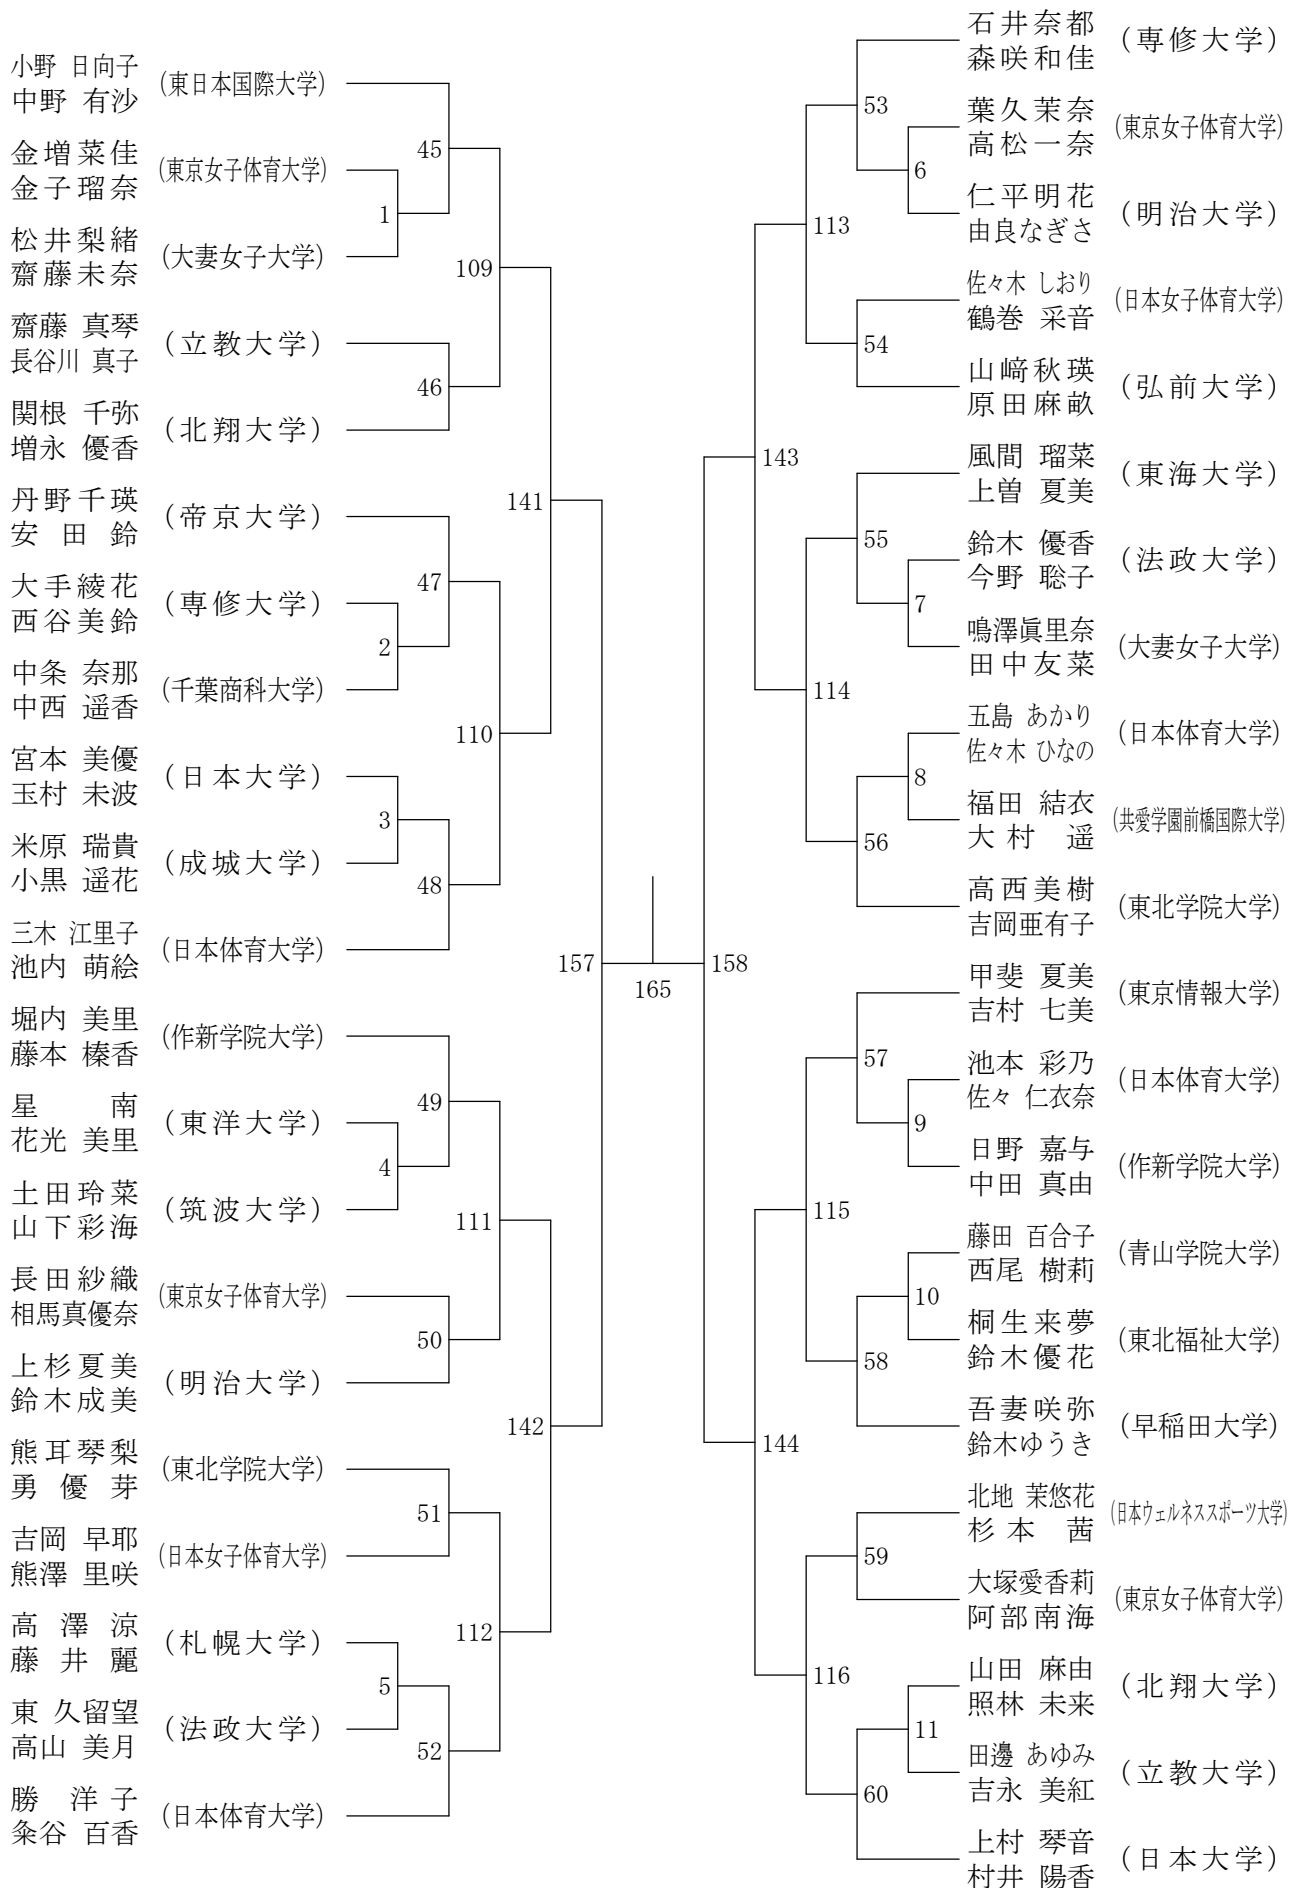 小野 日向子
中野 有沙
(東日本国際大学)
金増菜佳
金子瑠奈
(東京女子体育大学)
松井梨緒
齋藤未奈
(大妻女子大学)
齋藤 真琴
長谷川 真子
(立教大学)
関根 千弥
増永 優香
(北翔大学)
丹野千瑛
安田鈴
(帝京大学)
大手綾花
西谷美鈴
(専修大学)
中条 奈那
中西 遥香
(千葉商科大学)
宮本 美優
玉村 未波
(日本大学)
米原 瑞貴
小黒 遥花
(成城大学)
三木 江里子
池内 萌絵
(日本体育大学)
堀内 美里
藤本 榛香
(作新学院大学)
星 南
花光 美里
(東洋大学)
土田玲菜
山下彩海
(筑波大学)
長田紗織
相馬真優奈
(東京女子体育大学)
上杉夏美
鈴木成美
(明治大学)
熊耳琴梨
勇優芽
(東北学院大学)
吉岡 早耶
熊澤 里咲
(日本女子体育大学)
高澤涼
藤井麗
(札幌大学)
東 久留望
高山 美月
(法政大学)
勝 洋子
粂谷 百香
(日本体育大学)
1
2
3
4
5
45
46
47
48
49
50
51
52
109
110
111
112
141
142
157
165
158
143
144
113
114
115
116
53
54
55
56
57
58
59
60
6
7
8
9
10
11
石井奈都
森咲和佳
(専修大学)
葉久茉奈
高松一奈
(東京女子体育大学)
仁平明花
由良なぎさ
(明治大学)
佐々木 しおり
鶴巻 采音
(日本女子体育大学)
山﨑秋瑛
原田麻畝
(弘前大学)
風間 瑠菜
上曽 夏美
(東海大学)
鈴木 優香
今野 聡子
(法政大学)
鳴澤眞里奈
田中友菜
(大妻女子大学)
五島 あかり
佐々木 ひなの
(日本体育大学)
福田 結衣
大村 遥
(共愛学園前橋国際大学)
高西美樹
吉岡亜有子
(東北学院大学)
甲斐 夏美
吉村 七美
(東京情報大学)
池本 彩乃
佐々 仁衣奈
(日本体育大学)
日野 嘉与
中田 真由
(作新学院大学)
藤田 百合子
西尾 樹莉
(青山学院大学)
桐生来夢
鈴木優花
(東北福祉大学)
吾妻咲弥
鈴木ゆうき
(早稲田大学)
北地 茉悠花
杉本 茜
(日本ウェルネススポーツ大学)
大塚愛香莉
阿部南海
(東京女子体育大学)
山田 麻由
照林 未来
(北翔大学)
田邊 あゆみ
吉永 美紅
(立教大学)
上村 琴音
村井 陽香
(日本大学)